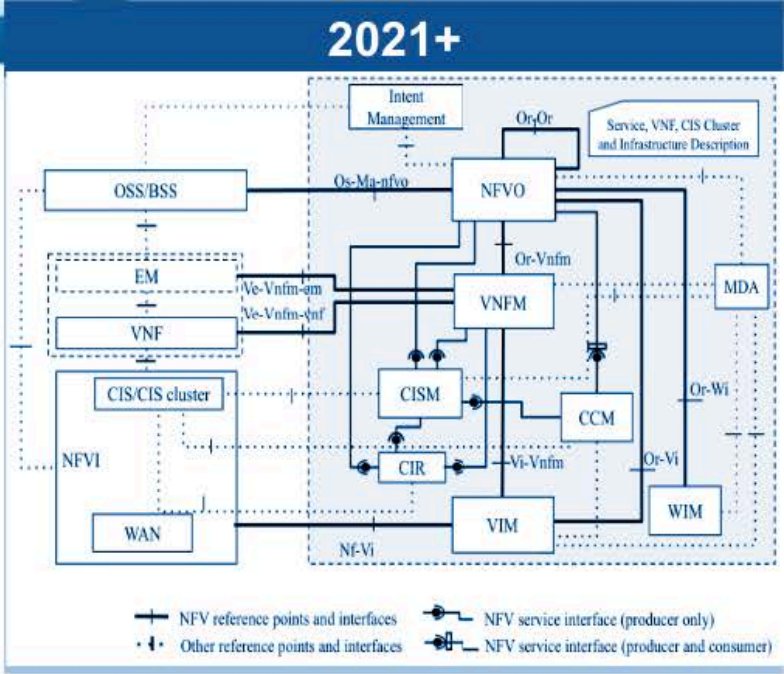 2021+
Intent
Management
Or-Or
Service, VNF, CIS Cluster
and Infrastructure Description
OSS/BSS
Os-Ma-nfvo
NFVO
Or-Vnfm
EM
Ve-Vnfm-em
VNFM
MDA
Ve-Vnfm-vnf
VNF
CIS/CIS cluster
CISM
CCM
Or-Wi
NFVI
CIR
Vi-Vnfm
Or-Vi
WAN
VIM
WIM
Nf-Vi
NFV reference points and interfaces
NFV service interface (producer only)
Other reference points and interfaces
NFV service interface (producer and consumer)